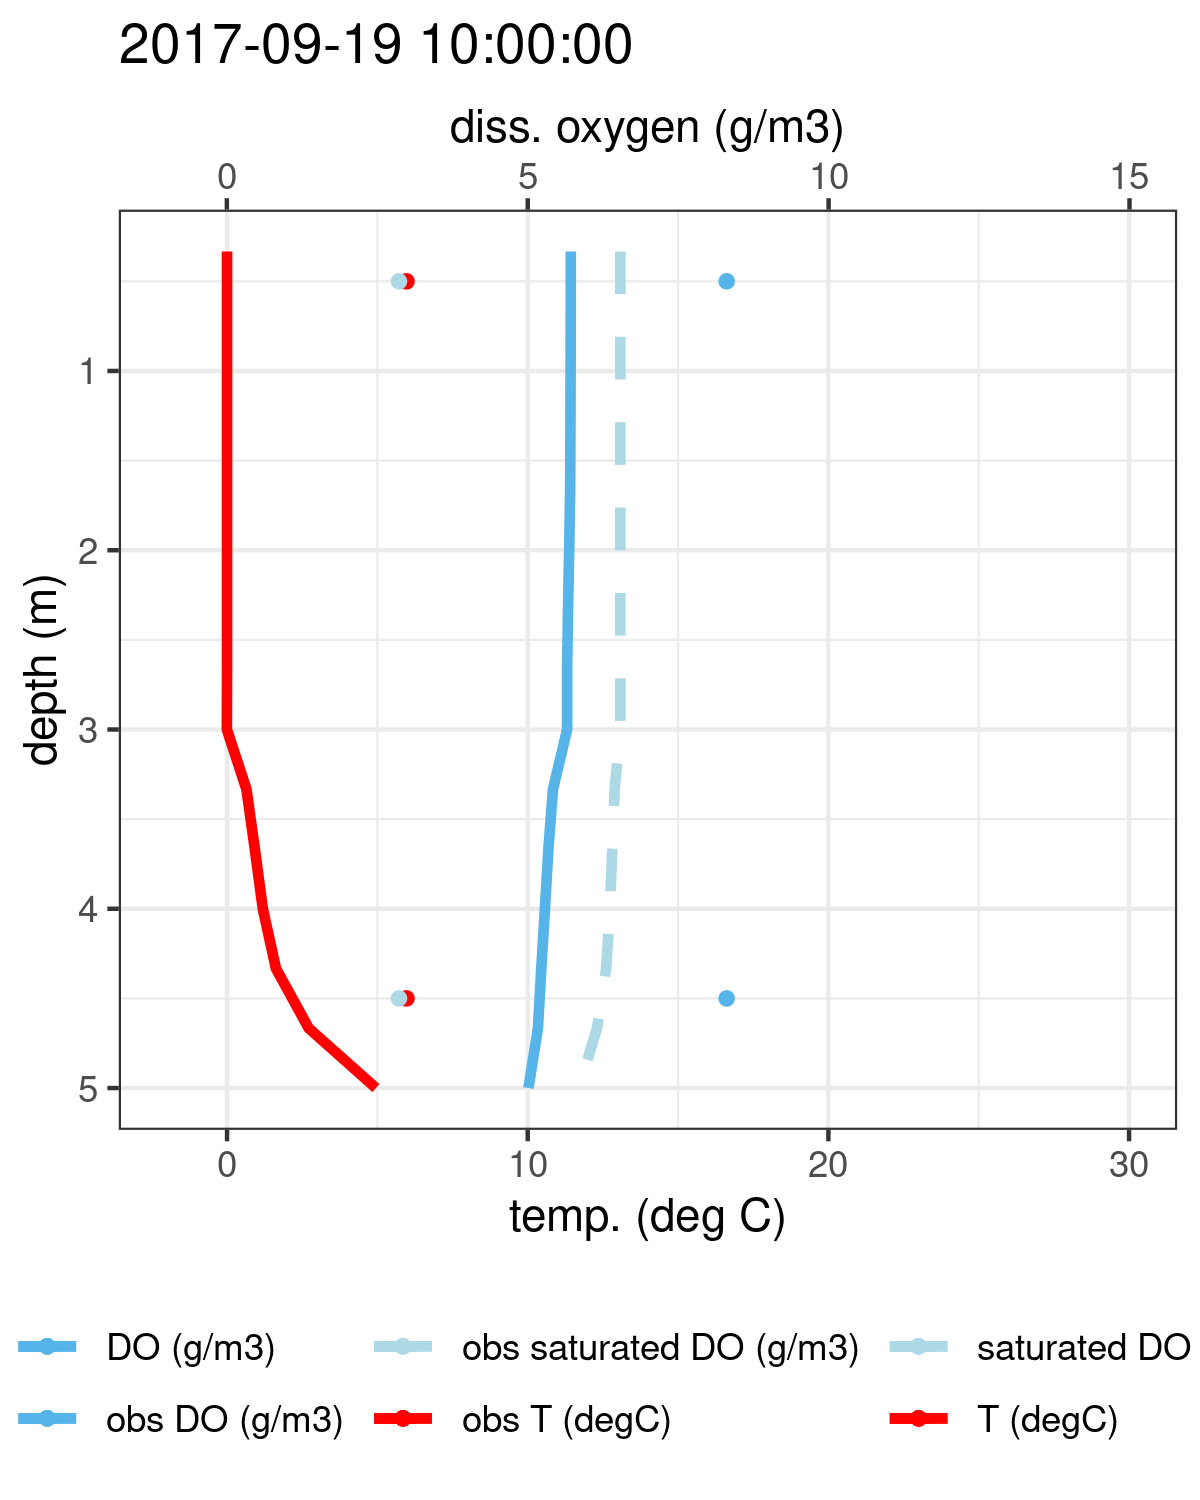 2017-09-19 10:00:00
diss. oxygen (g/m3)
0 5 10 15
1
2
3
4
5
depth (m)
0 10 20 30
temp. (deg C)
DO (g/m3) obs saturated DO (g/m3) saturated DO
obs DO (g/m3) obs T (degC) T (degC)